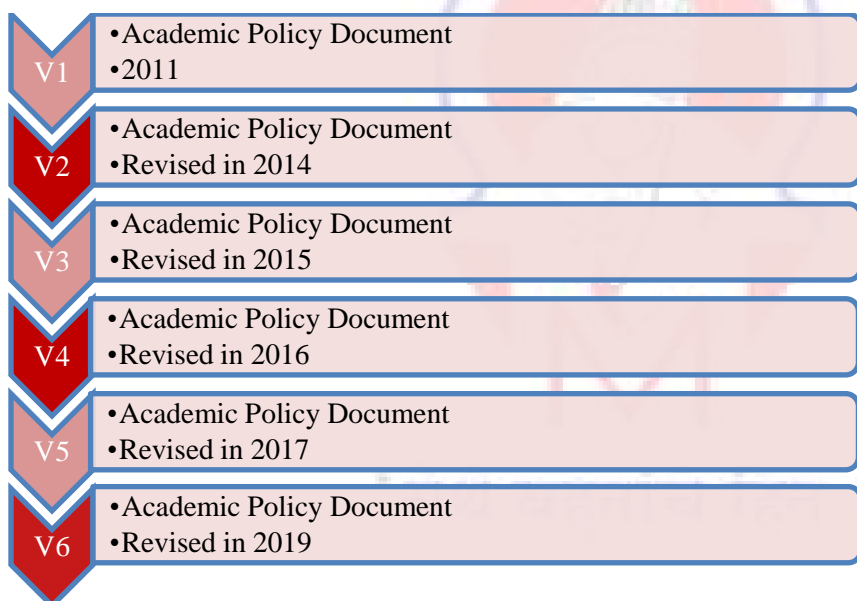 V1
•Academic Policy Document
•2011
V2
•Academic Policy Document
•Revised in 2014
V3
•Academic Policy Document
•Revised in 2015
V4
•Academic Policy Document
•Revised in 2016
V5
•Academic Policy Document
•Revised in 2017
V6
•Academic Policy Document
•Revised in 2019